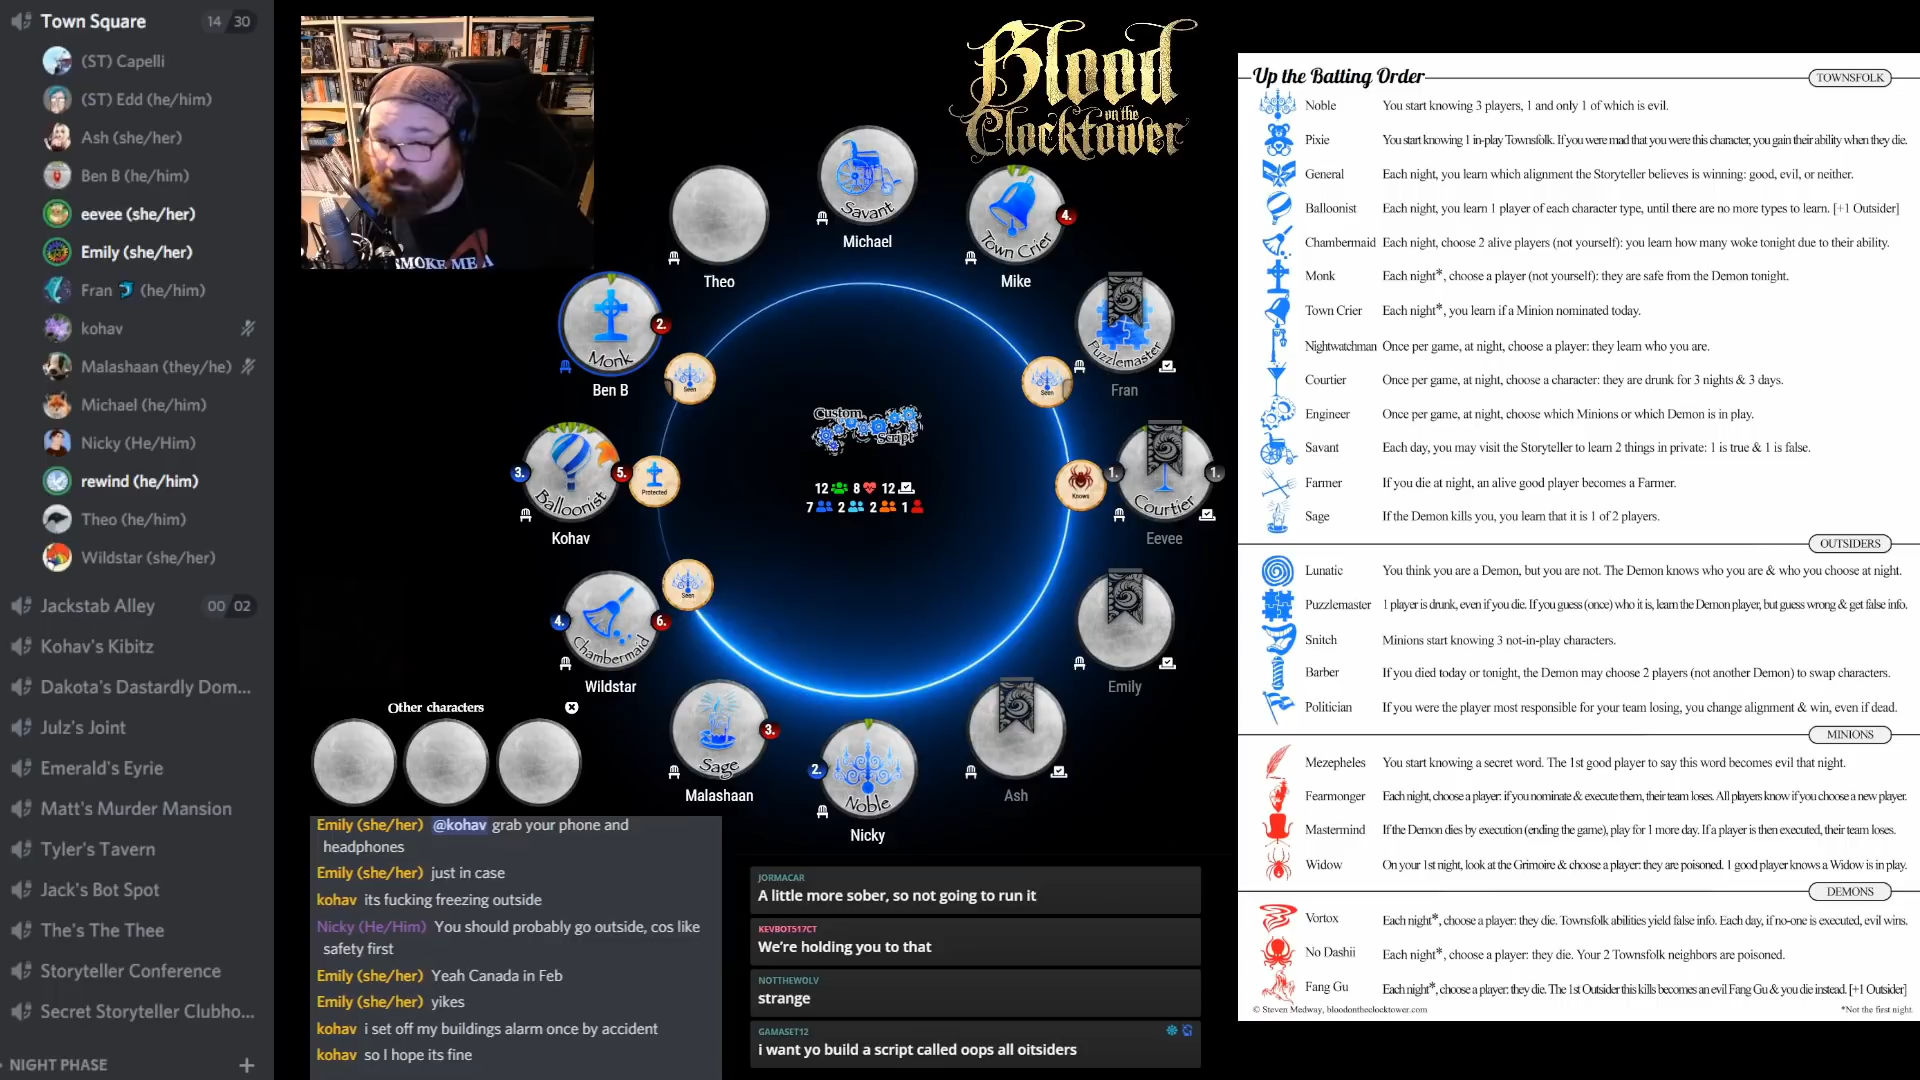 Town Square 14 30
(ST) Capelli
(ST) Edd (he/him)
Ash (she/her)
Ben B (he/him)
eevee (she/her)
Emily (she/her)
Fran (he/him)
kohav
Malashaan (they/he)
Michael (he/him)
Nicky (He/Him)
rewind (he/him)
Theo (he/him)
Wildstar (she/her)
Jackstab Alley 00 02
Kohav's Kibitz
Dakota's Dastardly Dom...
Julz's Joint
Emerald's Eyrie
Matt's Murder Mansion
Tyler's Tavern
Jack's Bot Spot
The's The Thee
Storyteller Conference
Secret Storyteller Clubho...
NIGHT PHASE
SMOKE ME A
Blood
on the
Clocktower
Savant
Michael
Town Crier
4.
Mike
Theo
Monk
2.
Ben B
Seen
Puzzlemaster
Fran
Seen
Custom
Script
12 8 12
7 2 2 1
3.
Balloonist
5.
Protected
Kohav
Knows
1.
Courtier
1.
Eevee
Seen
4.
Chambermaid
6.
Wildstar
Emily
Sage
3.
Malashaan
2.
Noble
Nicky
Ash
Other characters
Emily (she/her) @kohav grab your phone and
headphones
Emily (she/her) just in case
kohav its fucking freezing outside
Nicky (He/Him) You should probably go outside, cos like
safety first
Emily (she/her) Yeah Canada in Feb
Emily (she/her) yikes
kohav i set off my buildings alarm once by accident
kohav so I hope its fine
JORMACAR
A little more sober, so not going to run it
KEVBOT517CT
We're holding you to that
NOTTHEWOLV
strange
GAMASET12
i want yo build a script called oops all oitsiders
Up the Batting Order
TOWNSFOLK
Noble You start knowing 3 players, 1 and only 1 of which is evil.
Pixie You start knowing 1 in-play Townsfolk. If you were mad that you were this character, you gain their ability when they die.
General Each night, you learn which alignment the Storyteller believes is winning: good, evil, or neither.
Balloonist Each night, you learn 1 player of each character type, until there are no more types to learn. [+1 Outsider]
Chambermaid Each night, choose 2 alive players (not yourself): you learn how many woke tonight due to their ability.
Monk Each night*, choose a player (not yourself): they are safe from the Demon tonight.
Town Crier Each night*, you learn if a Minion nominated today.
Nightwatchman Once per game, at night, choose a player: they learn who you are.
Courtier Once per game, at night, choose a character: they are drunk for 3 nights & 3 days.
Engineer Once per game, at night, choose which Minions or which Demon is in play.
Savant Each day, you may visit the Storyteller to learn 2 things in private: 1 is true & 1 is false.
Farmer If you die at night, an alive good player becomes a Farmer.
Sage If the Demon kills you, you learn that it is 1 of 2 players.
OUTSIDERS
Lunatic You think you are a Demon, but you are not. The Demon knows who you are & who you choose at night.
Puzzlemaster 1 player is drunk, even if you die. If you guess (once) who it is, learn the Demon player, but guess wrong & get false info.
Snitch Minions start knowing 3 not-in-play characters.
Barber If you died today or tonight, the Demon may choose 2 players (not another Demon) to swap characters.
Politician If you were the player most responsible for your team losing, you change alignment & win, even if dead.
MINIONS
Mezepheles You start knowing a secret word. The 1st good player to say this word becomes evil that night.
Fearmonger Each night, choose a player: if you nominate & execute them, their team loses. All players know if you choose a new player.
Mastermind If the Demon dies by execution (ending the game), play for 1 more day. If a player is then executed, their team loses.
Widow On your 1st night, look at the Grimoire & choose a player: they are poisoned. 1 good player knows a Widow is in play.
DEMONS
Vortox Each night*, choose a player: they die. Townsfolk abilities yield false info. Each day, if no-one is executed, evil wins.
No Dashii Each night*, choose a player: they die. Your 2 Townsfolk neighbors are poisoned.
Fang Gu Each night*, choose a player: they die. The 1st Outsider this kills becomes an evil Fang Gu & you die instead. [+1 Outsider]
© Steven Medway, bloodontheclocktower.com *Not the first night.